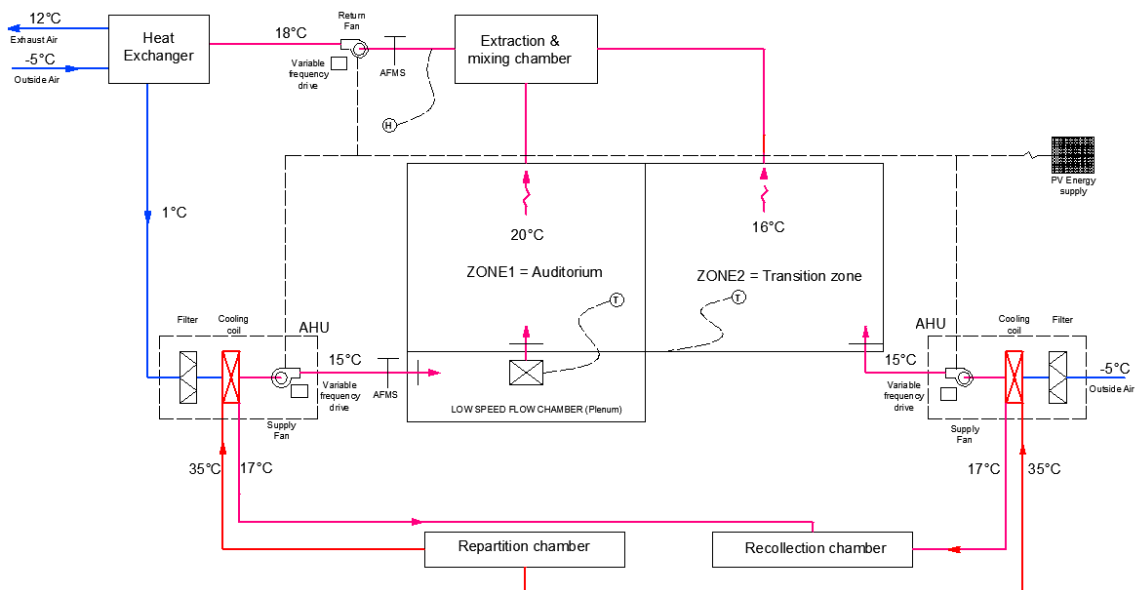 12°C
Exhaust Air
-5°C
Outside Air
Heat
Exchanger
18°C
Return
Fan
Variable
frequency
drive
AFMS
H
Extraction &
mixing chamber
PV Energy
supply
1°C
20°C
16°C
ZONE1 = Auditorium
ZONE2 = Transition zone
T
T
Filter
Cooling
coil
AHU
15°C
Variable
frequency
drive
AFMS
Supply
Fan
LOW SPEED FLOW CHAMBER (Plenum)
15°C
Variable
frequency
drive
AHU
Cooling
coil
Filter
-5°C
Outside Air
Supply
Fan
35°C
17°C
17°C
35°C
Repartition chamber
Recollection chamber